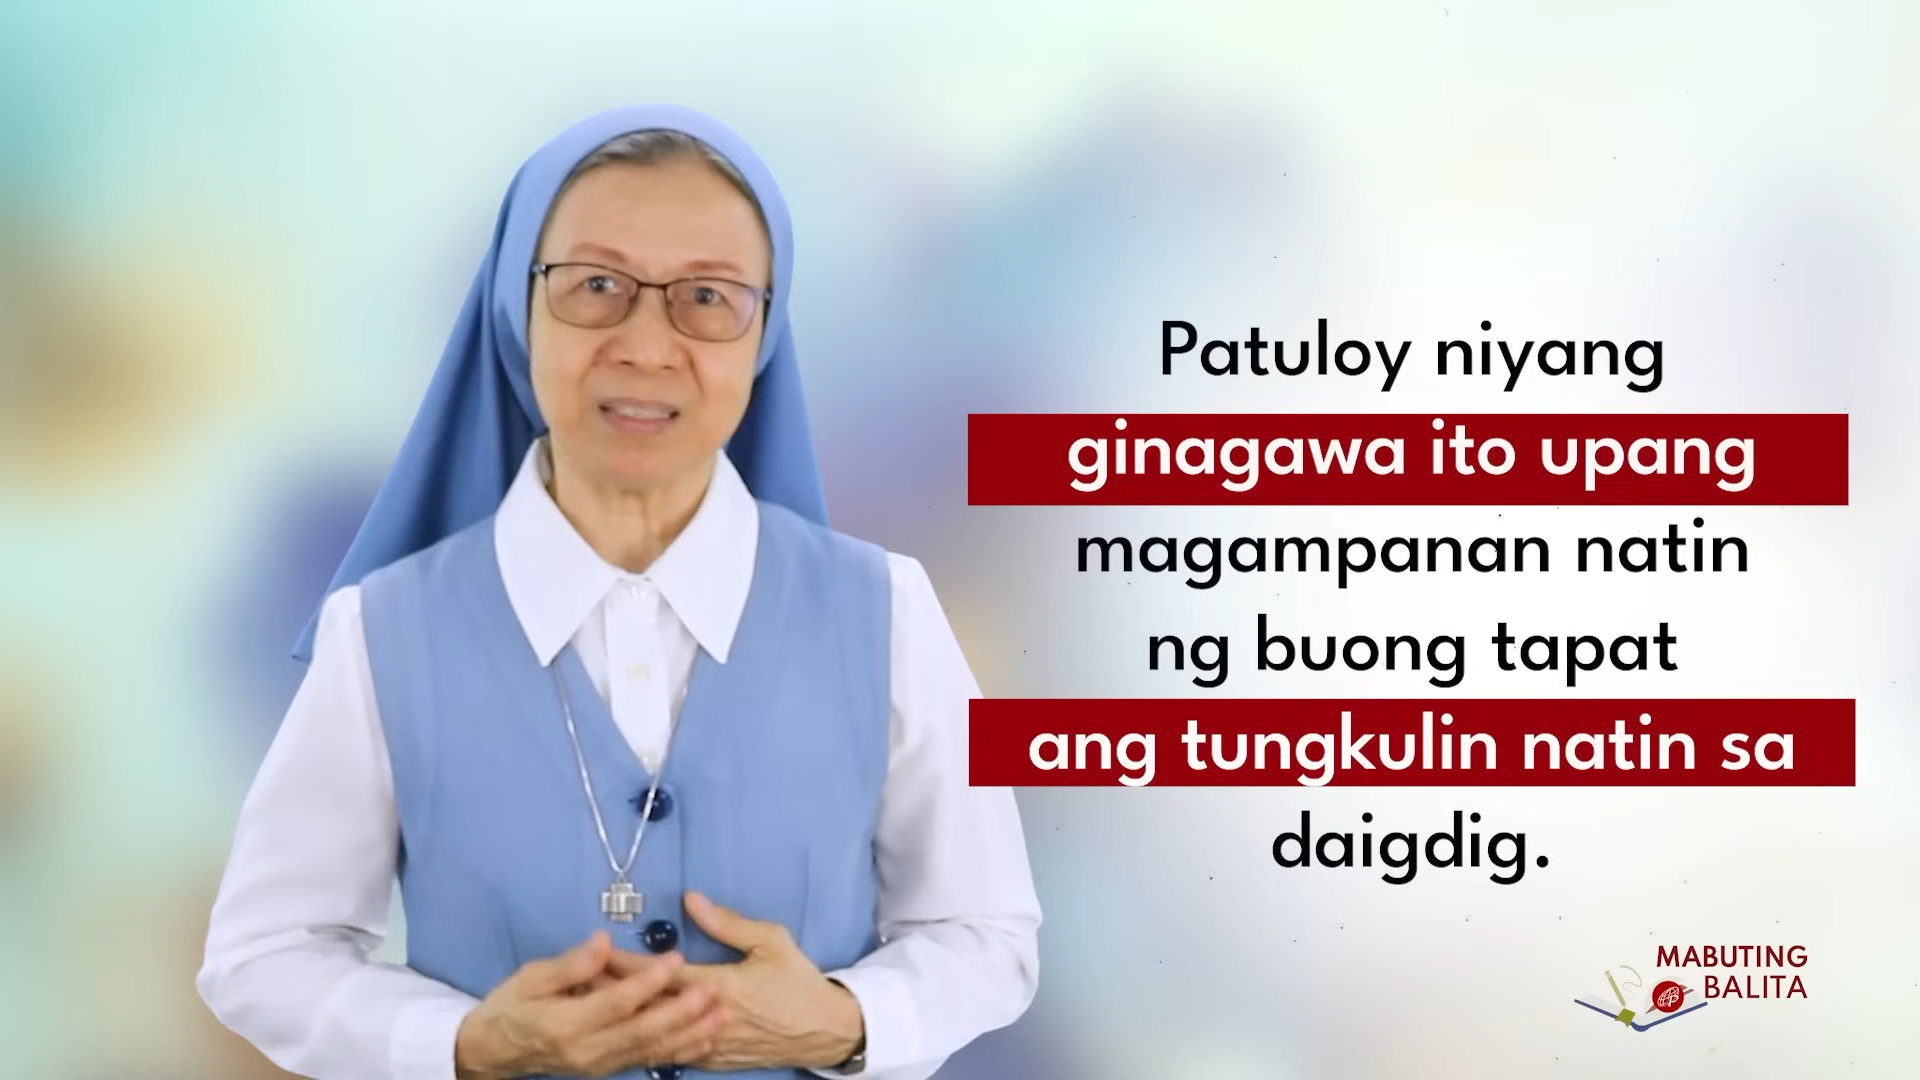 Patuloy niyang
ginagawa ito upang
magampanan natin
ng buong tapat
ang tungkulin natin sa
daigdig.
MABUTING
BALITA